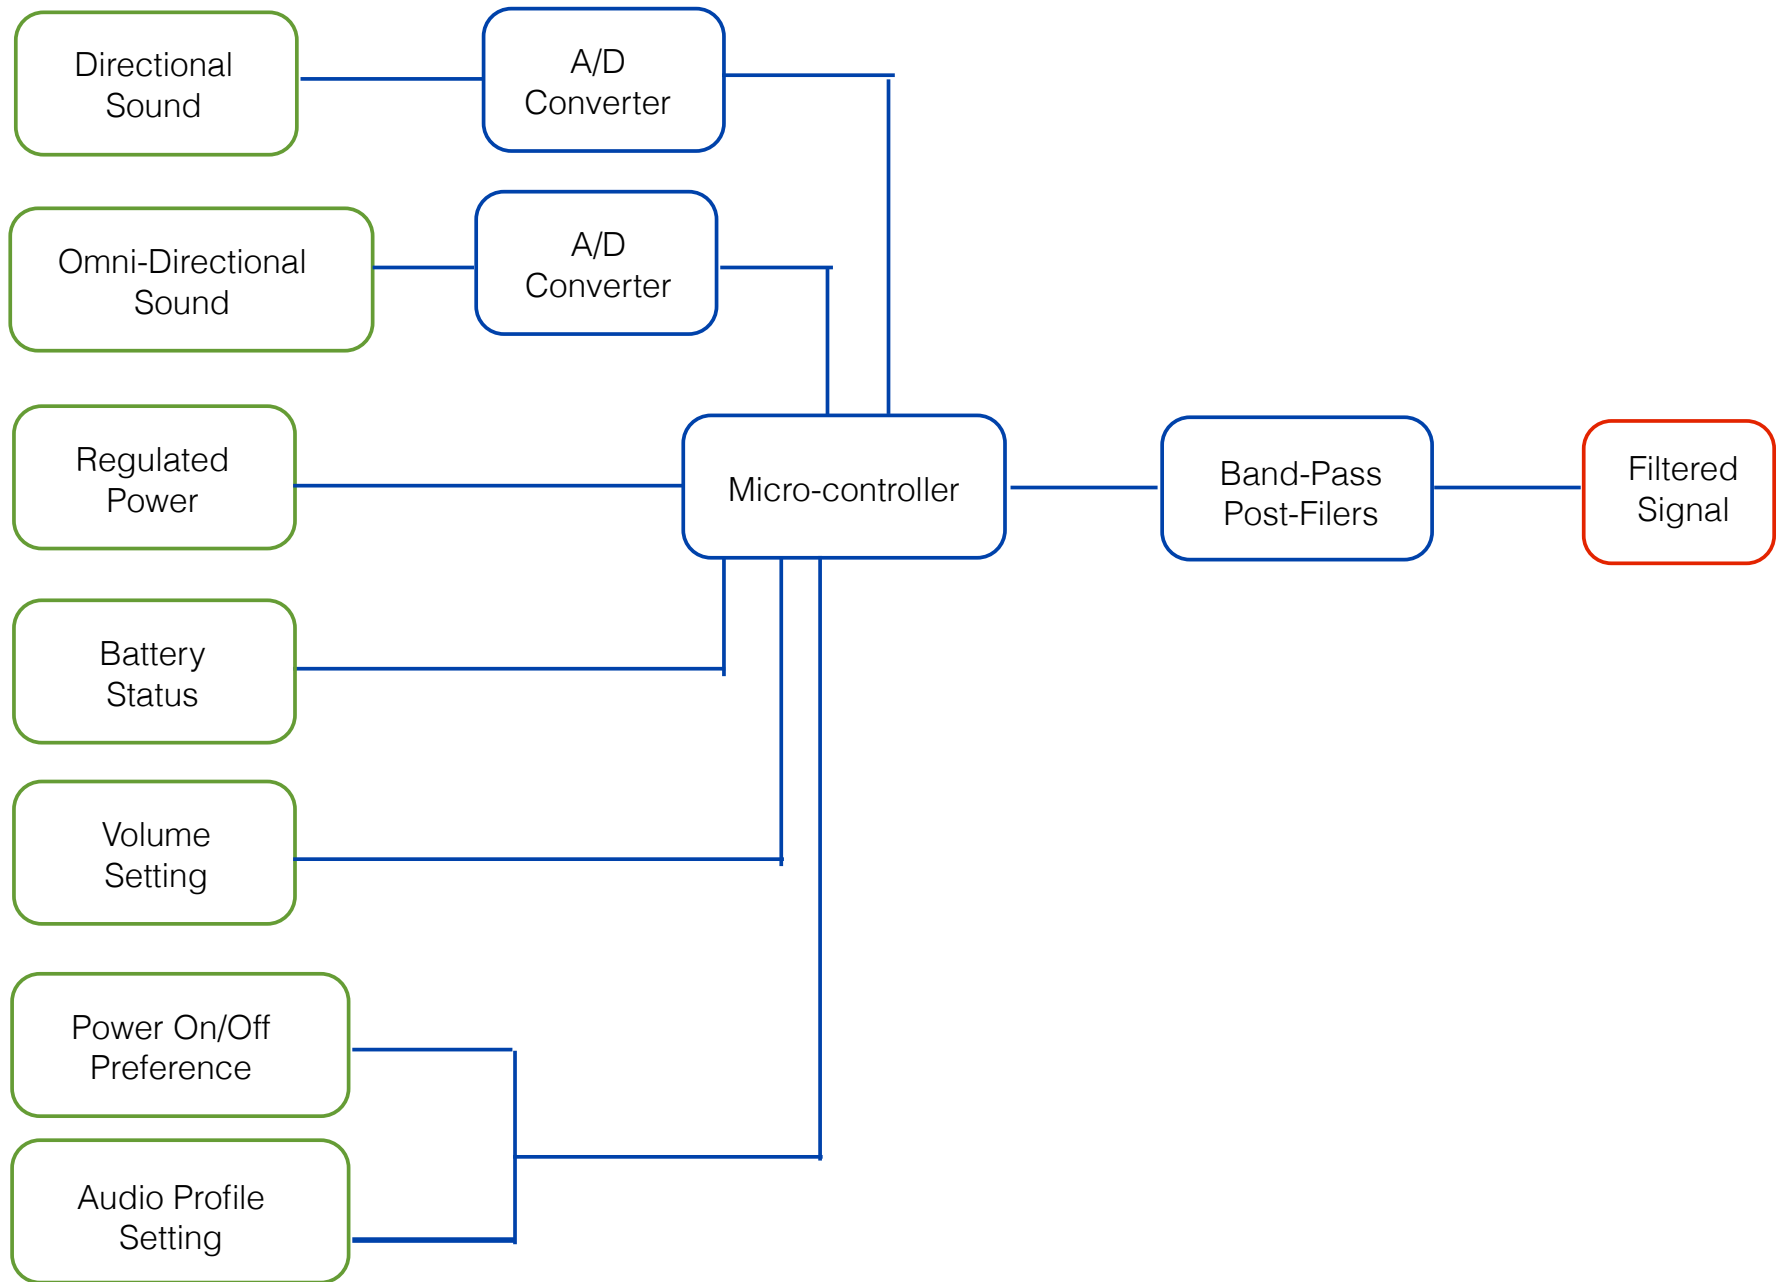 Directional
Sound
A/D
Converter
Omni-Directional
Sound
A/D
Converter
Regulated
Power
Micro-controller
Band-Pass
Post-Filers
Filtered
Signal
Battery
Status
Volume
Setting
Power On/Off
Preference
Audio Profile
Setting